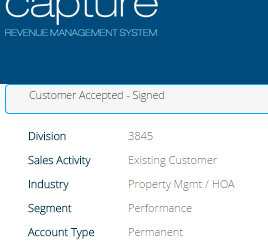 capture
REVENUE MANAGEMENT SYSTEM
Customer Accepted - Signed
Division 3845
Sales Activity Existing Customer
Industry Property Mgmt / HOA
Segment Performance
Account Type Permanent